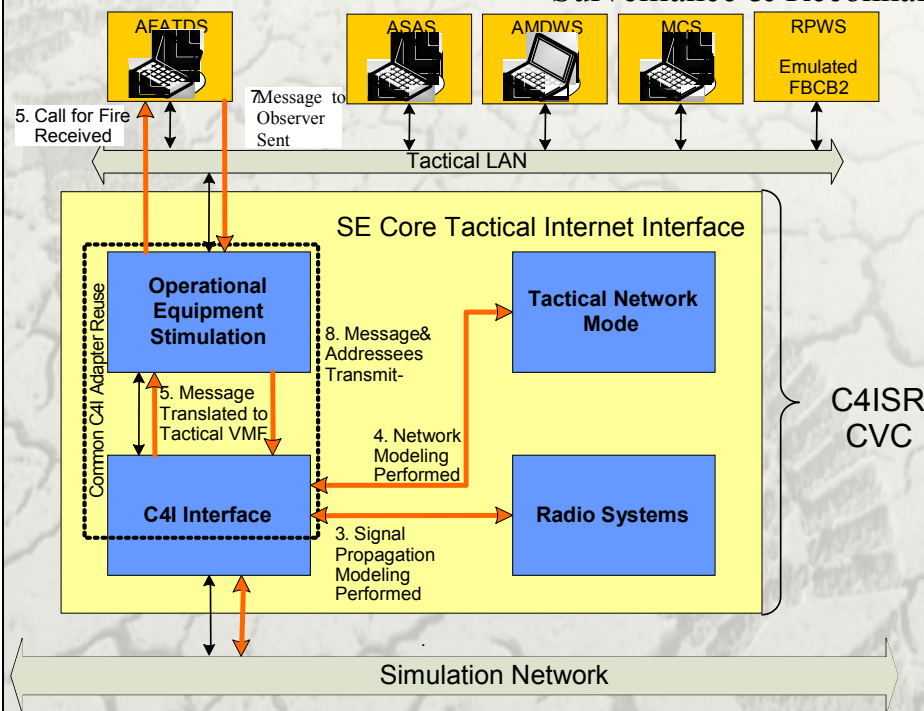 Surveillance & Reconnai
AFATDS
ASAS
AMDWS
MCS
RPWS
Emulated
FBCB2
5. Call for Fire
Received
7Message to
Observer
Sent
Tactical LAN
SE Core Tactical Internet Interface
Common C4I Adapter Reuse
Operational
Equipment
Stimulation
Tactical Network
Mode
8. Message&
Addressees
Transmit-
5. Message
Translated to
Tactical VMF
4. Network
Modeling
Performed
C4ISR
CVC
C4I Interface
Radio Systems
3. Signal
Propagation
Modeling
Performed
Simulation Network